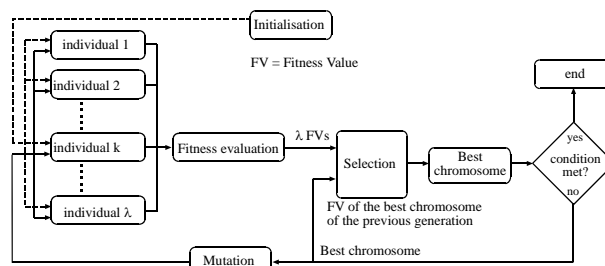 Initialisation
individual 1
FV = Fitness Value
individual 2
end
individual k
Fitness evaluation
λ FVs
Selection
Best
chromosome
yes
condition
met?
no
individual λ
FV of the best chromosome
of the previous generation
Best chromosome
Mutation